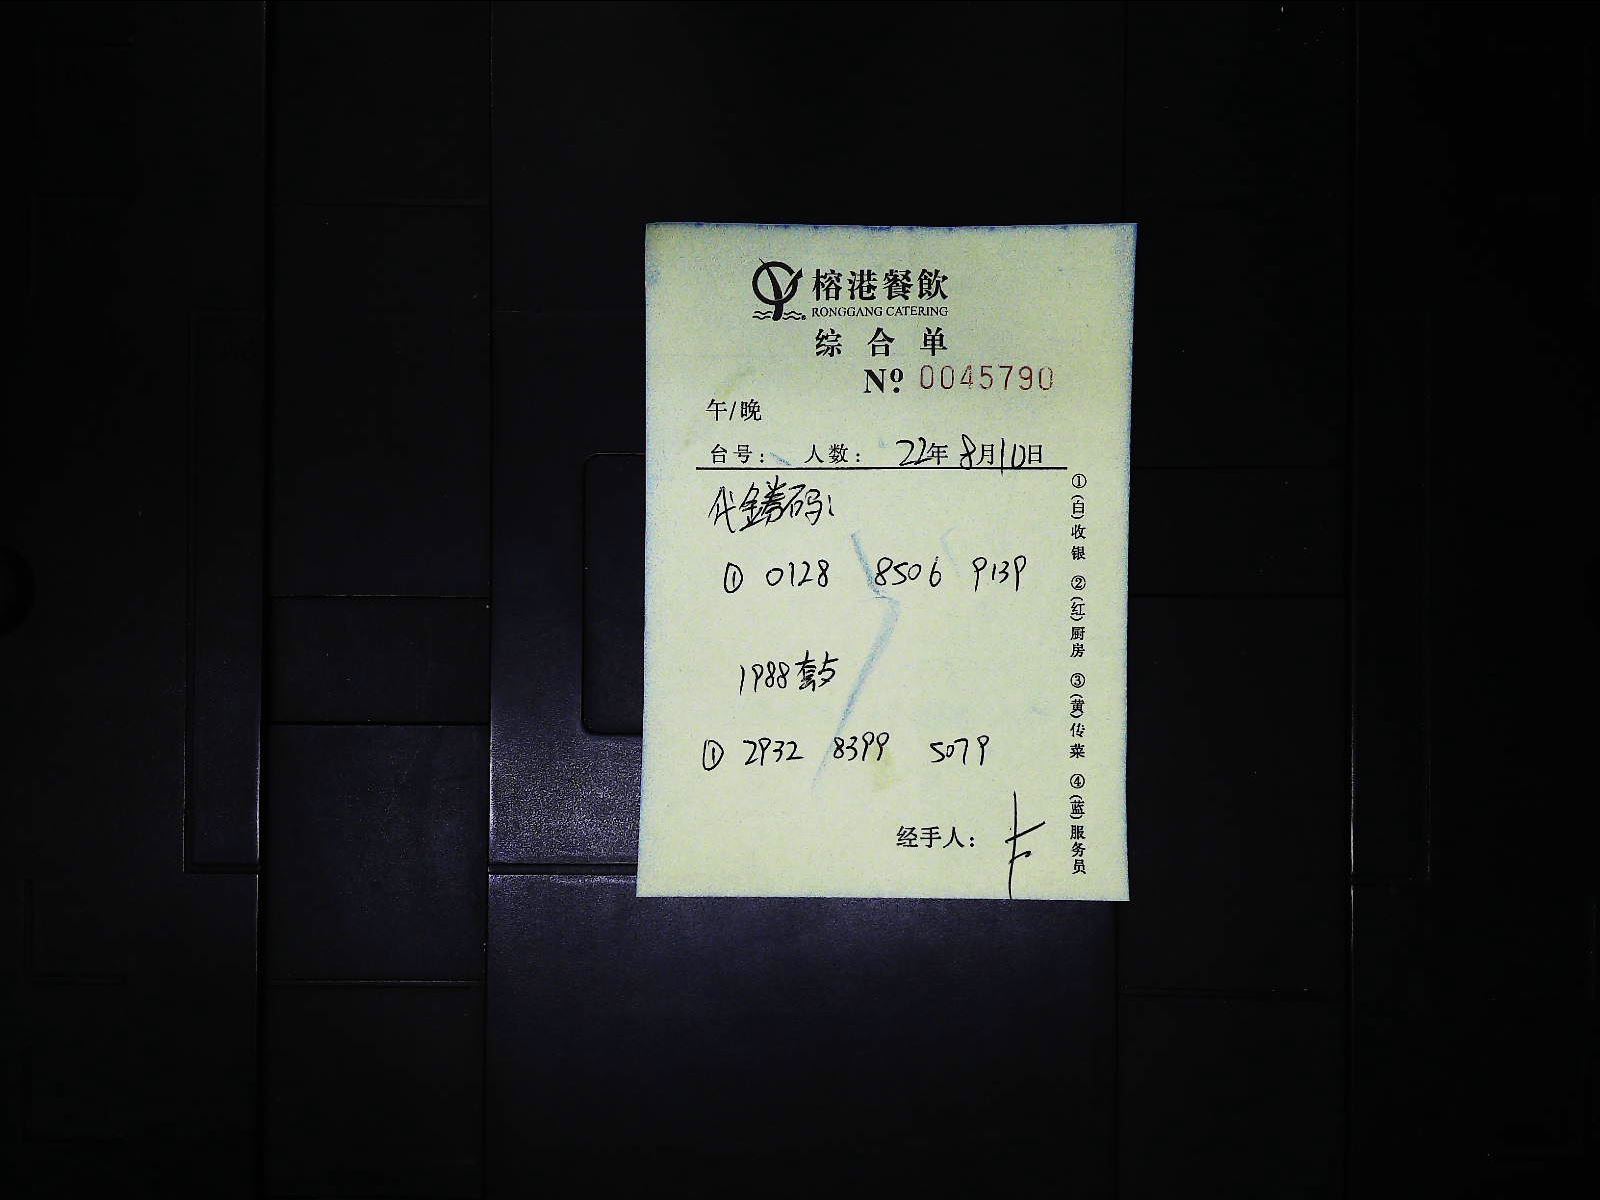 榕港餐飲
RONGGANG CATERING
综合单
Nº 0045790
午/晚
台号： 人数： 22年8月10日
代金券码：
① 0128 8506 9139
1988套
① 2932 8399 5079
经手人：
①(白)收银 ②(红)厨房 ③(黄)传菜 ④(蓝)服务员